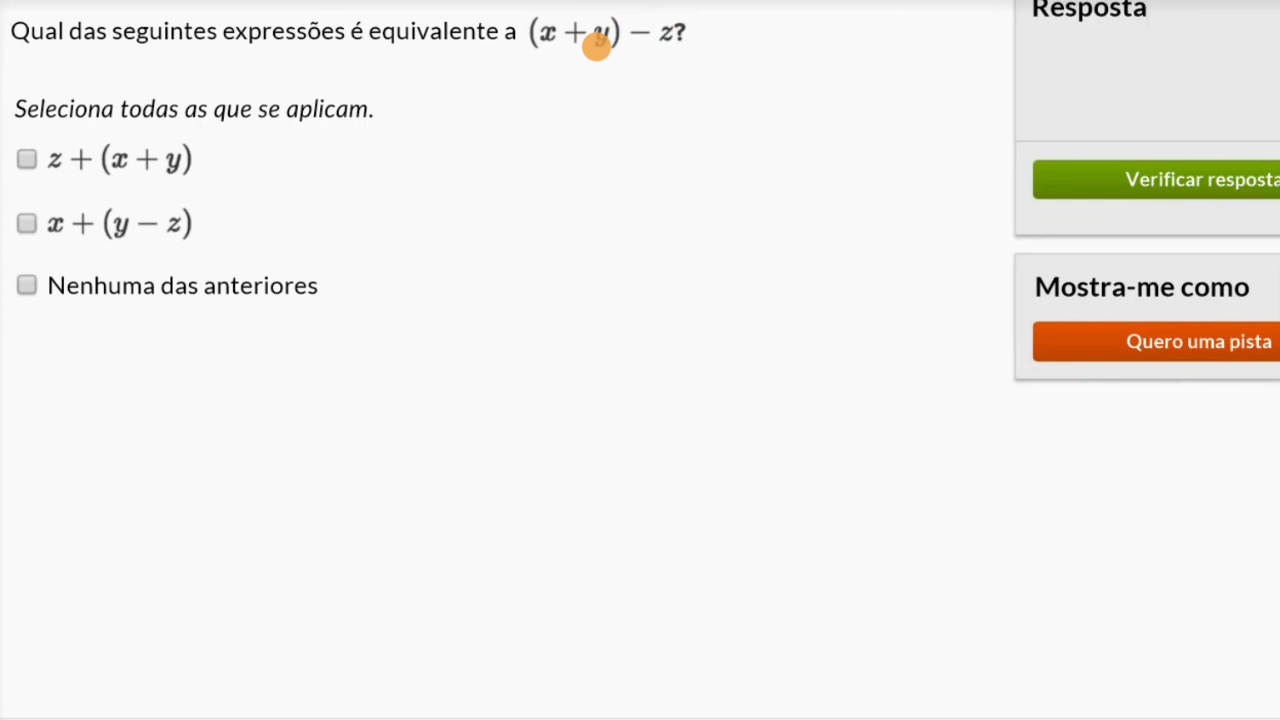 Qual das seguintes expressões é equivalente a (x + y) − z?
Seleciona todas as que se aplicam.
z + (x + y)
x + (y − z)
Nenhuma das anteriores
Resposta
Verificar resposta
Mostra-me como
Quero uma pista